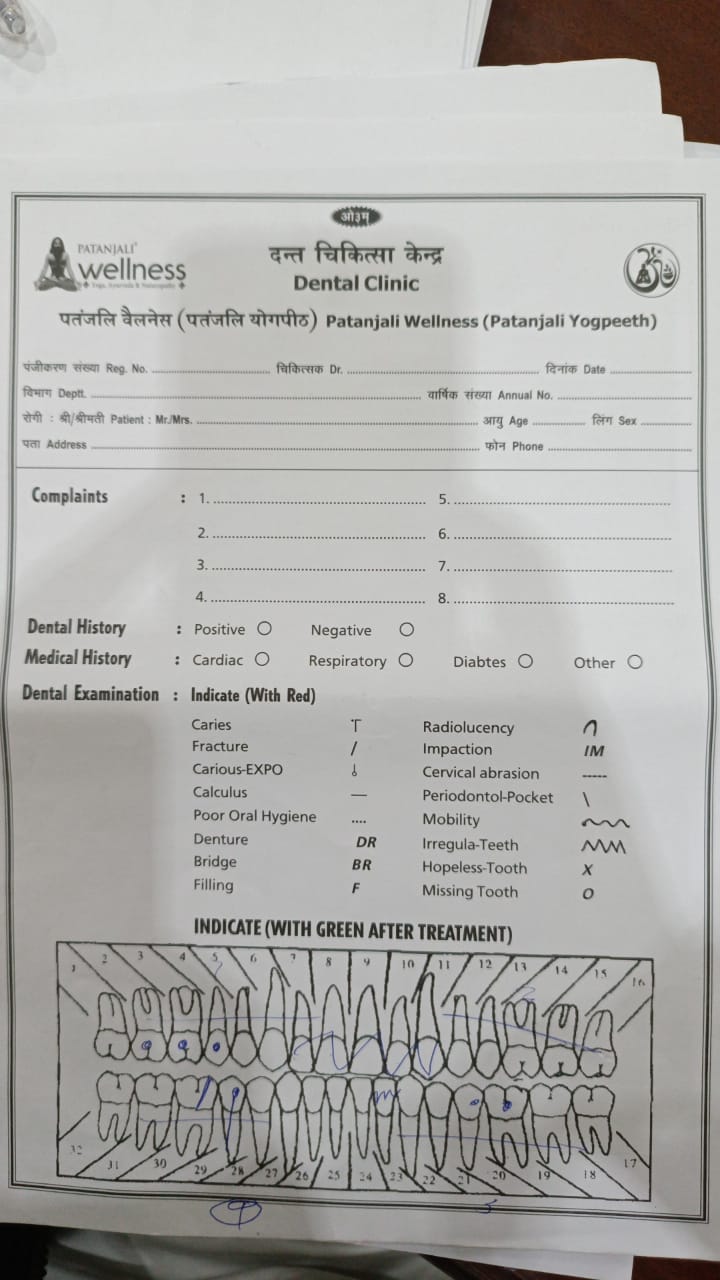 ओ३म्
PATANJALI
wellness
Yoga, Ayurveda & Naturopathy
दन्त चिकित्सा केन्द्र
Dental Clinic
पतंजलि वैलनेस (पतंजलि योगपीठ) Patanjali Wellness (Patanjali Yogpeeth)
पंजीकरण संख्या Reg. No. चिकित्सक Dr. दिनांक Date
विभाग Deptt. वार्षिक संख्या Annual No.
रोगी : श्री/श्रीमती Patient : Mr./Mrs. आयु Age लिंग Sex
पता Address फोन Phone
Complaints : 1. 5.
2. 6.
3. 7.
4. 8.
Dental History : Positive Negative
Medical History : Cardiac Respiratory Diabtes Other
Dental Examination : Indicate (With Red)
Caries T Radiolucency
Fracture / Impaction IM
Carious-EXPO Cervical abrasion -----
Calculus — Periodontol-Pocket \
Poor Oral Hygiene .... Mobility
Denture DR Irregula-Teeth
Bridge BR Hopeless-Tooth X
Filling F Missing Tooth O
INDICATE (WITH GREEN AFTER TREATMENT)
1 2 3 4 5 6 7 8 9 10 11 12 13 14 15 16
32 31 30 29 28 27 26 25 24 23 22 21 20 19 18 17